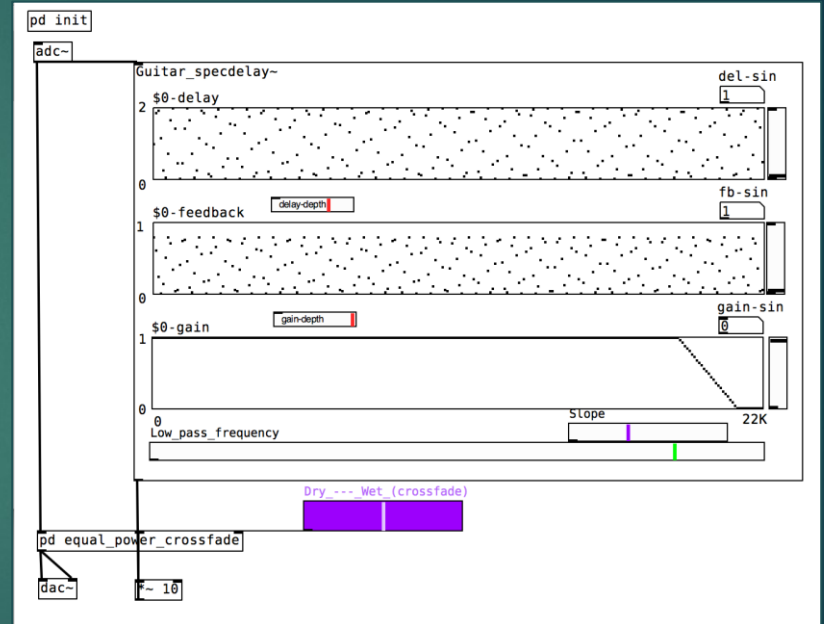 pd init
adc~
Guitar_specdelay~
del-sin
1
$0-delay
2
0
delay-depth
fb-sin
1
$0-feedback
1
0
gain-depth
gain-sin
0
$0-gain
1
0
0
22K
Slope
Low_pass_frequency
Dry_---_Wet_(crossfade)
pd equal_power_crossfade
dac~
*~ 10